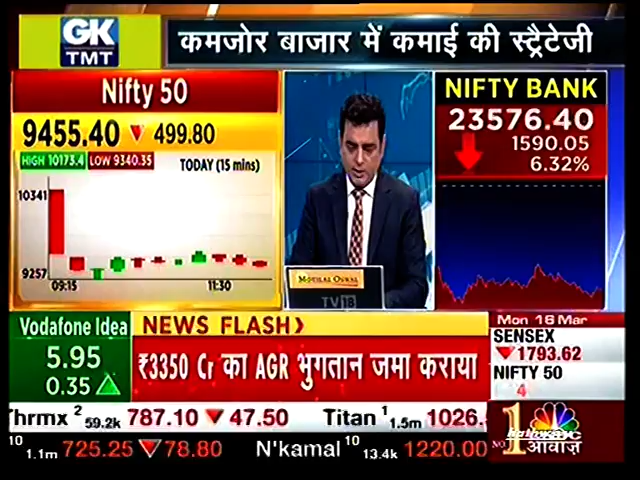 GK
TMT
कमजोर बाजार में कमाई की स्ट्रैटेजी
Nifty 50
9455.40 ▼ 499.80
HIGH 10173.4 LOW 9340.35 TODAY (15 mins)
10341
9257
09:15 11:30
MOTILAL OSWAL
TV18
NIFTY BANK
23576.40
1590.05
6.32%
Vodafone Idea
5.95
0.35 ▲
NEWS FLASH
₹3350 Cr का AGR भुगतान जमा कराया
Mon 16 Mar
SENSEX
▼1793.62
NIFTY 50
Thrmx 2 59.2k 787.10 ▼ 47.50 Titan 1 1.5m 1026.
10 1.1m 725.25 ▼ 78.80 N'kamal 10 13.4k 1220.00
NO.1
आवाज़